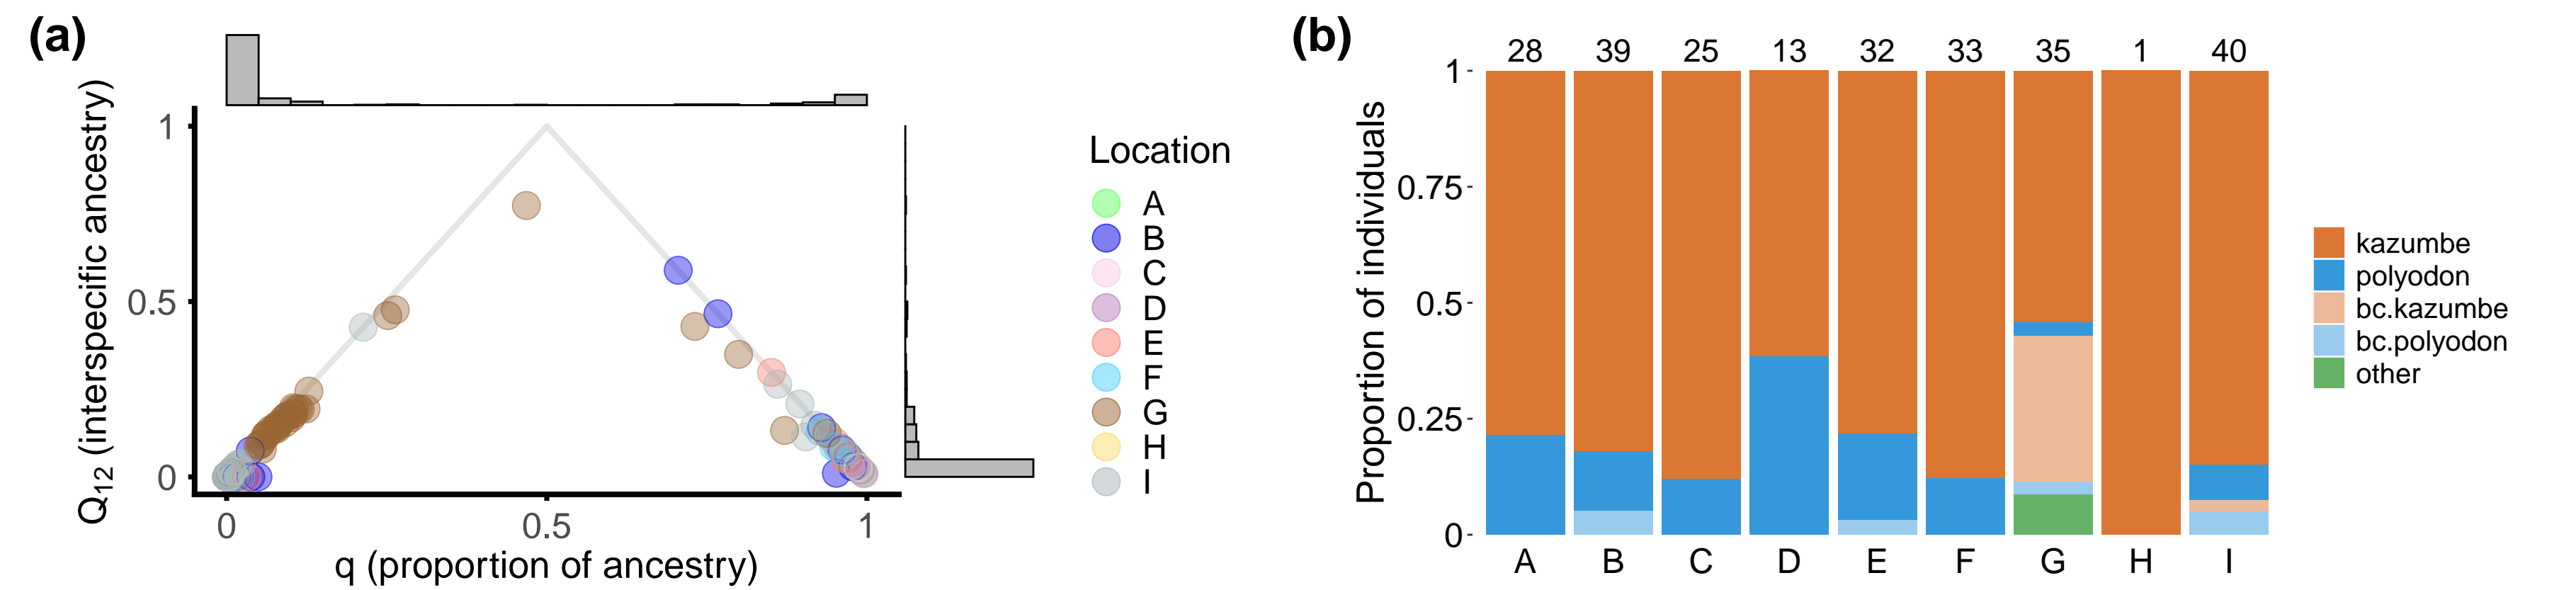 (a)
Q12 (interspecific ancestry)
1
0.5
0
0 0.5 1
q (proportion of ancestry)
Location
A
B
C
D
E
F
G
H
I
(b)
28 39 25 13 32 33 35 1 40
Proportion of individuals
1
0.75
0.5
0.25
0
A B C D E F G H I
kazumbe
polyodon
bc.kazumbe
bc.polyodon
other